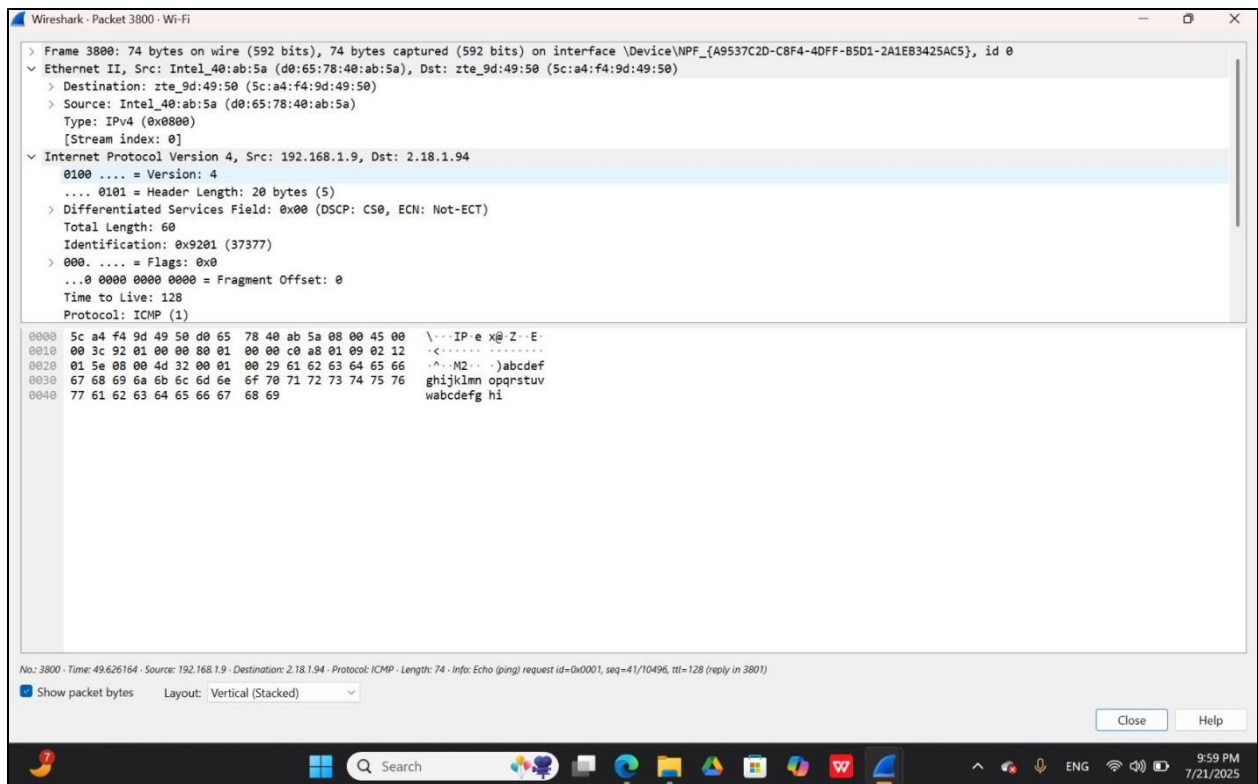 Wireshark · Packet 3800 · Wi-Fi
> Frame 3800: 74 bytes on wire (592 bits), 74 bytes captured (592 bits) on interface \Device\NPF_{A9537C2D-C8F4-4DFF-B5D1-2A1EB3425AC5}, id 0
Ethernet II, Src: Intel_40:ab:5a (d0:65:78:40:ab:5a), Dst: zte_9d:49:50 (5c:a4:f4:9d:49:50)
> Destination: zte_9d:49:50 (5c:a4:f4:9d:49:50)
> Source: Intel_40:ab:5a (d0:65:78:40:ab:5a)
Type: IPv4 (0x0800)
[Stream index: 0]
Internet Protocol Version 4, Src: 192.168.1.9, Dst: 2.18.1.94
0100 .... = Version: 4
.... 0101 = Header Length: 20 bytes (5)
> Differentiated Services Field: 0x00 (DSCP: CS0, ECN: Not-ECT)
Total Length: 60
Identification: 0x9201 (37377)
> 000. .... = Flags: 0x0
...0 0000 0000 0000 = Fragment Offset: 0
Time to Live: 128
Protocol: ICMP (1)
0000 5c a4 f4 9d 49 50 d0 65 78 40 ab 5a 08 00 45 00 \···IP·e x@·Z··E·
0010 00 3c 92 01 00 00 80 01 00 00 c0 a8 01 09 02 12 ·<······ ········
0020 01 5e 08 00 4d 32 00 01 00 29 61 62 63 64 65 66 ·^··M2·· ·)abcdef
0030 67 68 69 6a 6b 6c 6d 6e 6f 70 71 72 73 74 75 76 ghijklmn opqrstuv
0040 77 61 62 63 64 65 66 67 68 69 wabcdefg hi
No.: 3800 · Time: 49.626164 · Source: 192.168.1.9 · Destination: 2.18.1.94 · Protocol: ICMP · Length: 74 · Info: Echo (ping) request id=0x0001, seq=41/10496, ttl=128 (reply in 3801)
Show packet bytes Layout: Vertical (Stacked)
Close Help
7 Search W ENG 9:59 PM
7/21/2025